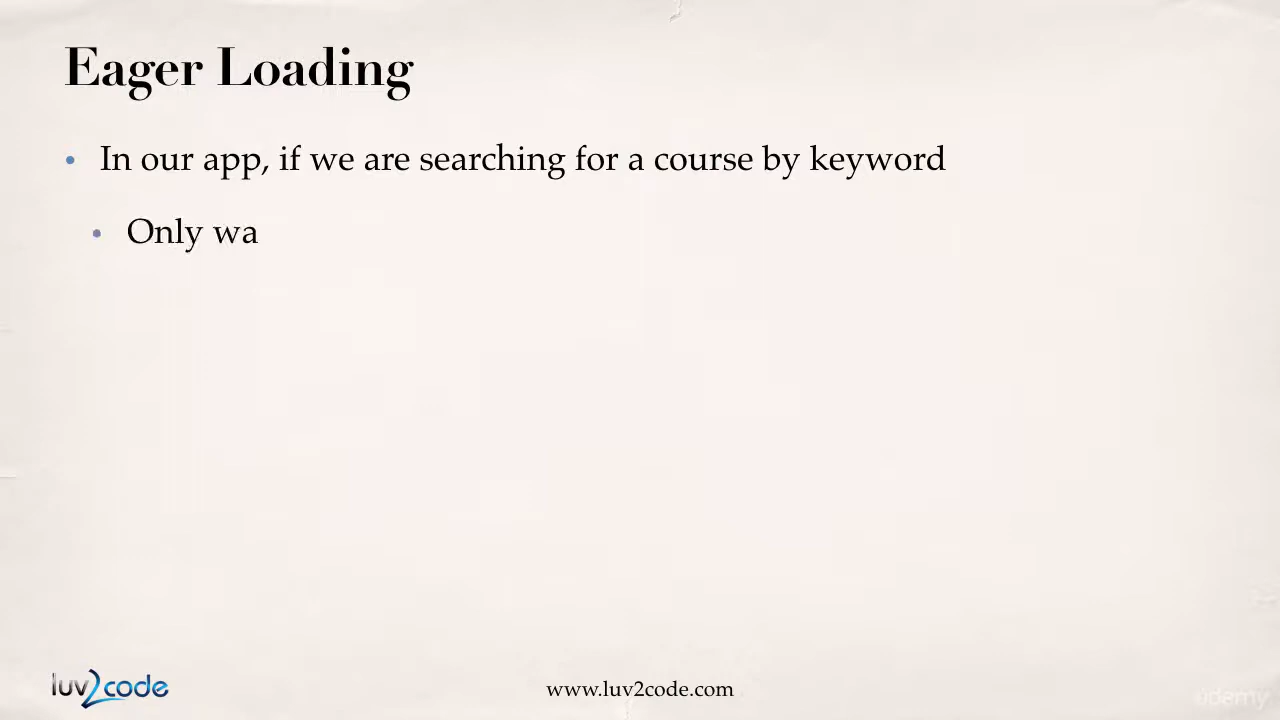 Eager Loading
• In our app, if we are searching for a course by keyword
• Only wa
luv2code
www.luv2code.com
udemy